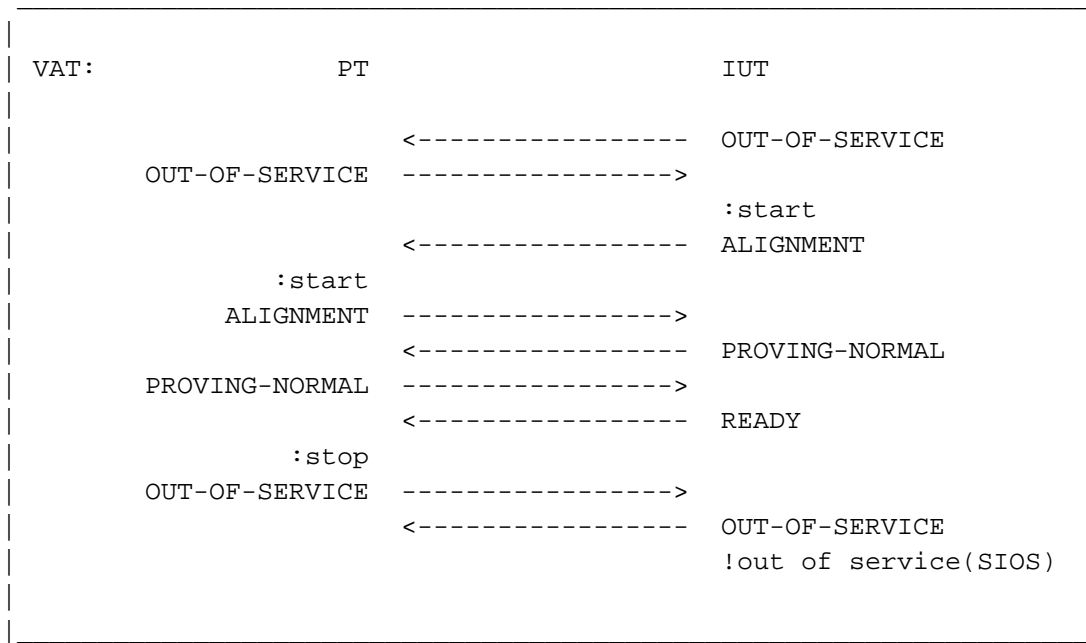 VAT: PT IUT
<----------------- OUT-OF-SERVICE
OUT-OF-SERVICE ----------------->
:start
<----------------- ALIGNMENT
:start
ALIGNMENT ----------------->
<----------------- PROVING-NORMAL
PROVING-NORMAL ----------------->
<----------------- READY
:stop
OUT-OF-SERVICE ----------------->
<----------------- OUT-OF-SERVICE
!out of service(SIOS)